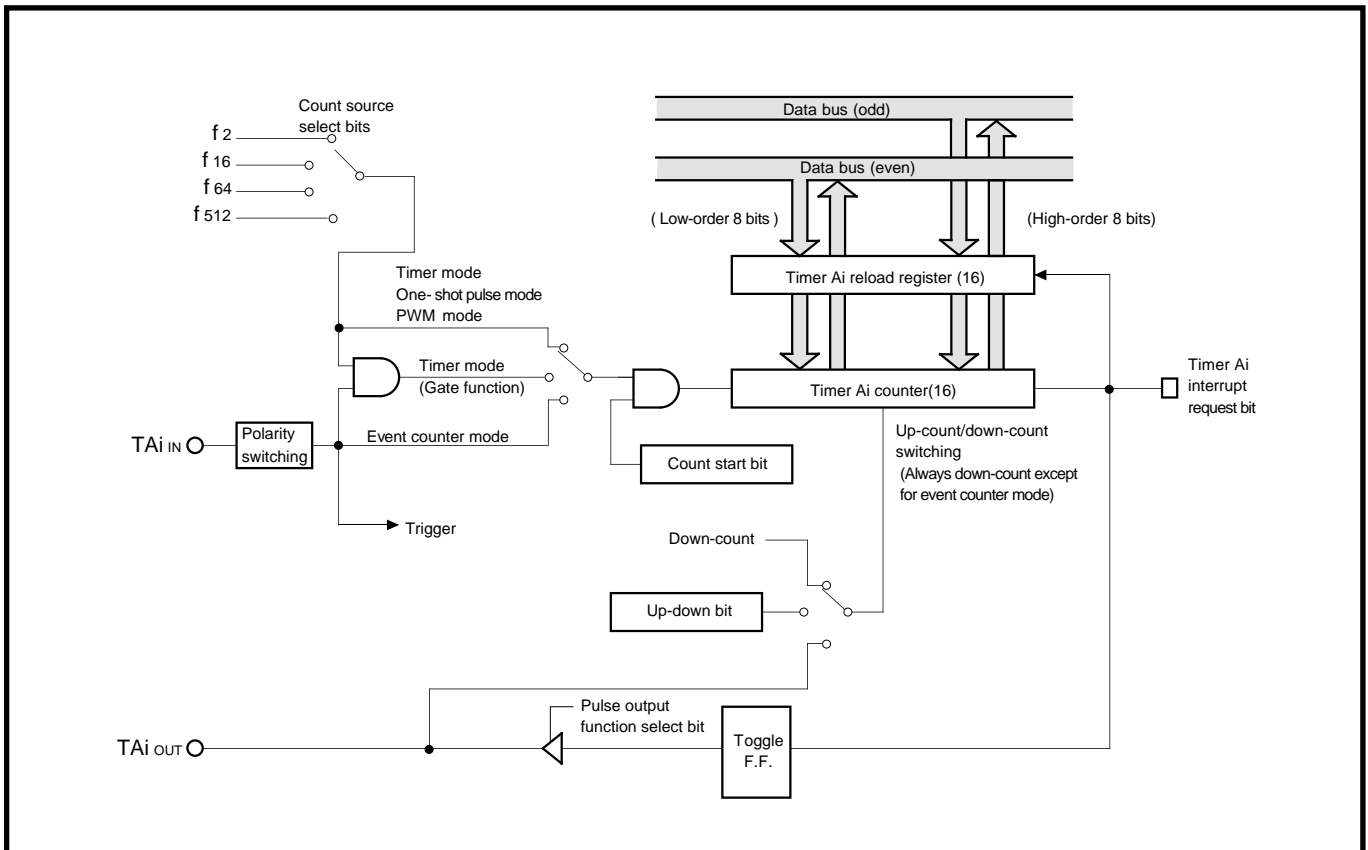 Count source
select bits
f 2
f 16
f 64
f 512
Data bus (odd)
Data bus (even)
( Low-order 8 bits )
(High-order 8 bits)
Timer Ai reload register (16)
Timer mode
One- shot pulse mode
PWM mode
Timer mode
(Gate function)
Timer Ai counter(16)
Timer Ai
interrupt
request bit
TAi IN
Polarity
switching
Event counter mode
Count start bit
Up-count/down-count
switching
(Always down-count except
for event counter mode)
Trigger
Down-count
Up-down bit
Pulse output
function select bit
TAi OUT
Toggle
F.F.